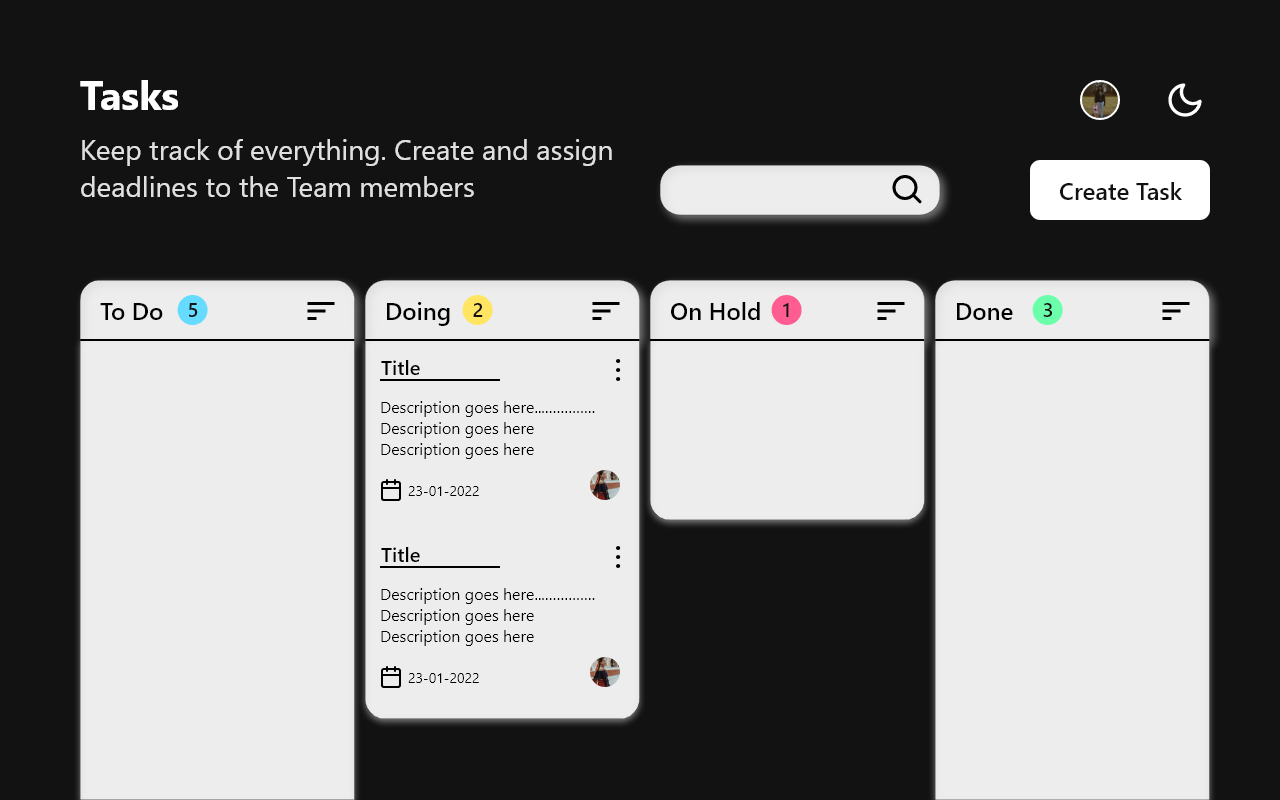 Tasks
Keep track of everything. Create and assign
deadlines to the Team members
Create Task
To Do 5
Doing 2
On Hold 1
Done 3
Title
Description goes here...............
Description goes here
Description goes here
23-01-2022
Title
Description goes here...............
Description goes here
Description goes here
23-01-2022